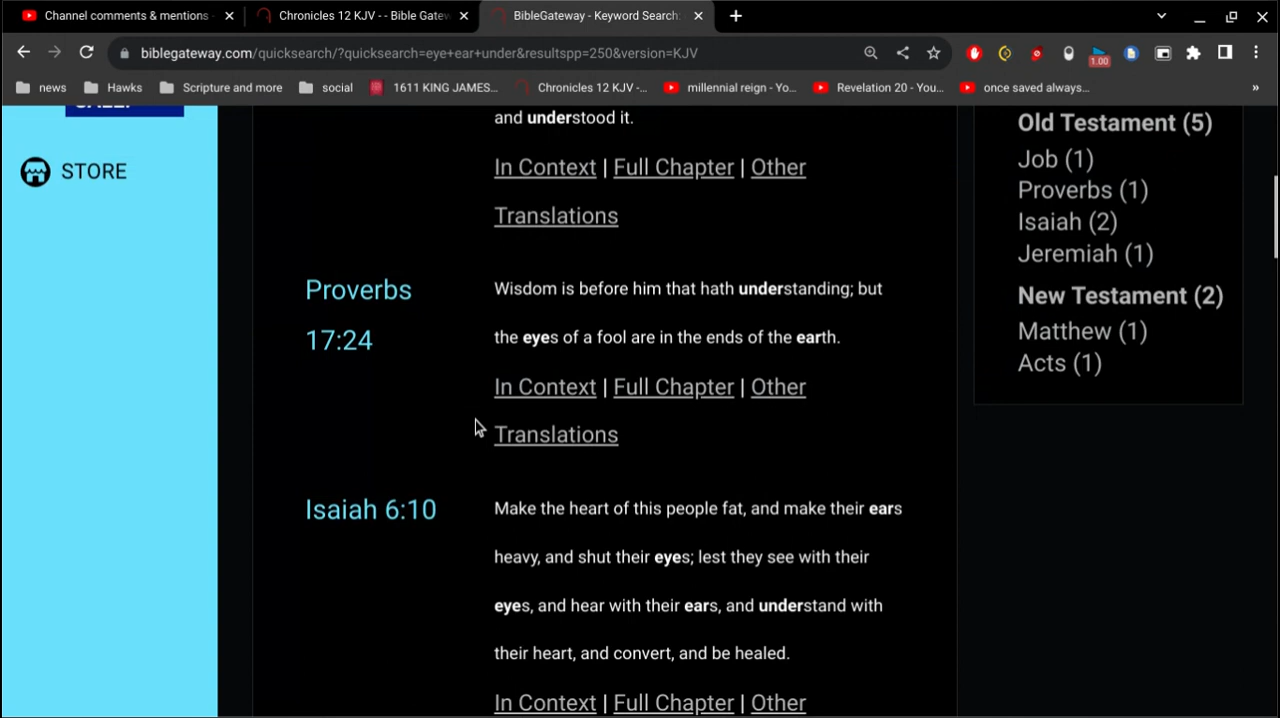 Channel comments & mentions -
Chronicles 12 KJV - - Bible Gatew
BibleGateway - Keyword Search:
biblegateway.com/quicksearch/?quicksearch=eye+ear+under&resultspp=250&version=KJV
1.00
news
Hawks
Scripture and more
social
1611 KING JAMES...
Chronicles 12 KJV -...
millennial reign - Yo...
Revelation 20 - You...
once saved always...
»
STORE
and understood it.
In Context | Full Chapter | Other
Translations
Proverbs
17:24
Wisdom is before him that hath understanding; but
the eyes of a fool are in the ends of the earth.
In Context | Full Chapter | Other
Translations
Isaiah 6:10
Make the heart of this people fat, and make their ears
heavy, and shut their eyes; lest they see with their
eyes, and hear with their ears, and understand with
their heart, and convert, and be healed.
In Context | Full Chapter | Other
Old Testament (5)
Job (1)
Proverbs (1)
Isaiah (2)
Jeremiah (1)
New Testament (2)
Matthew (1)
Acts (1)